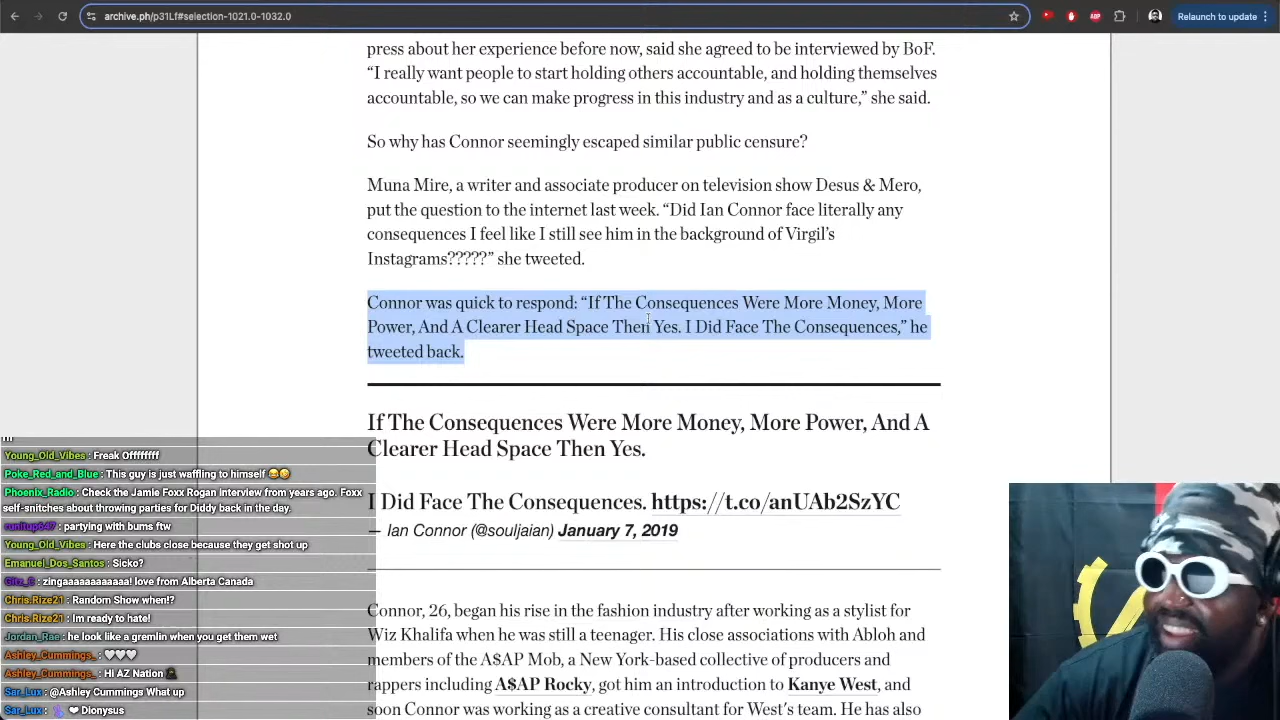 archive.ph/p31Lf#selection-1021.0-1032.0
Relaunch to update
press about her experience before now, said she agreed to be interviewed by BoF.
“I really want people to start holding others accountable, and holding themselves
accountable, so we can make progress in this industry and as a culture,” she said.
So why has Connor seemingly escaped similar public censure?
Muna Mire, a writer and associate producer on television show Desus & Mero,
put the question to the internet last week. “Did Ian Connor face literally any
consequences I feel like I still see him in the background of Virgil’s
Instagrams?????” she tweeted.
Connor was quick to respond: “If The Consequences Were More Money, More
Power, And A Clearer Head Space Then Yes. I Did Face The Consequences,” he
tweeted back.
If The Consequences Were More Money, More Power, And A
Clearer Head Space Then Yes.
I Did Face The Consequences. https://t.co/anUAb2SzYC
— Ian Connor (@souljaian) January 7, 2019
Connor, 26, began his rise in the fashion industry after working as a stylist for
Wiz Khalifa when he was still a teenager. His close associations with Abloh and
members of the A$AP Mob, a New York-based collective of producers and
rappers including A$AP Rocky, got him an introduction to Kanye West, and
soon Connor was working as a creative consultant for West’s team. He has also
Young_Old_Vibes : Freak Offfffff
Poke_Red_and_Blue : This guy is just waffling to himself 😂🤣
Phoenix_Radio : Check the Jamie Foxx Rogan interview from years ago. Foxx
self-snitches about throwing parties for Diddy back in the day.
runitup647 : partying with bums ftw
Young_Old_Vibes : Here the clubs close because they get shot up
Emanuel_Dos_Santos : Sicko?
: zingaaaaaaaaaaa! love from Alberta Canada
Chris.Rize21 : Random Show when!?
Chris.Rize21 : Im ready to hate!
Jordan_Rae : he look like a gremlin when you get them wet
Ashley_Cummings_ : 🤍🤍🤍
Ashley_Cummings_ : Hi AZ Nation
Sar_Lux : @Ashley Cummings What up
Sar_Lux : ❤ Dionysus